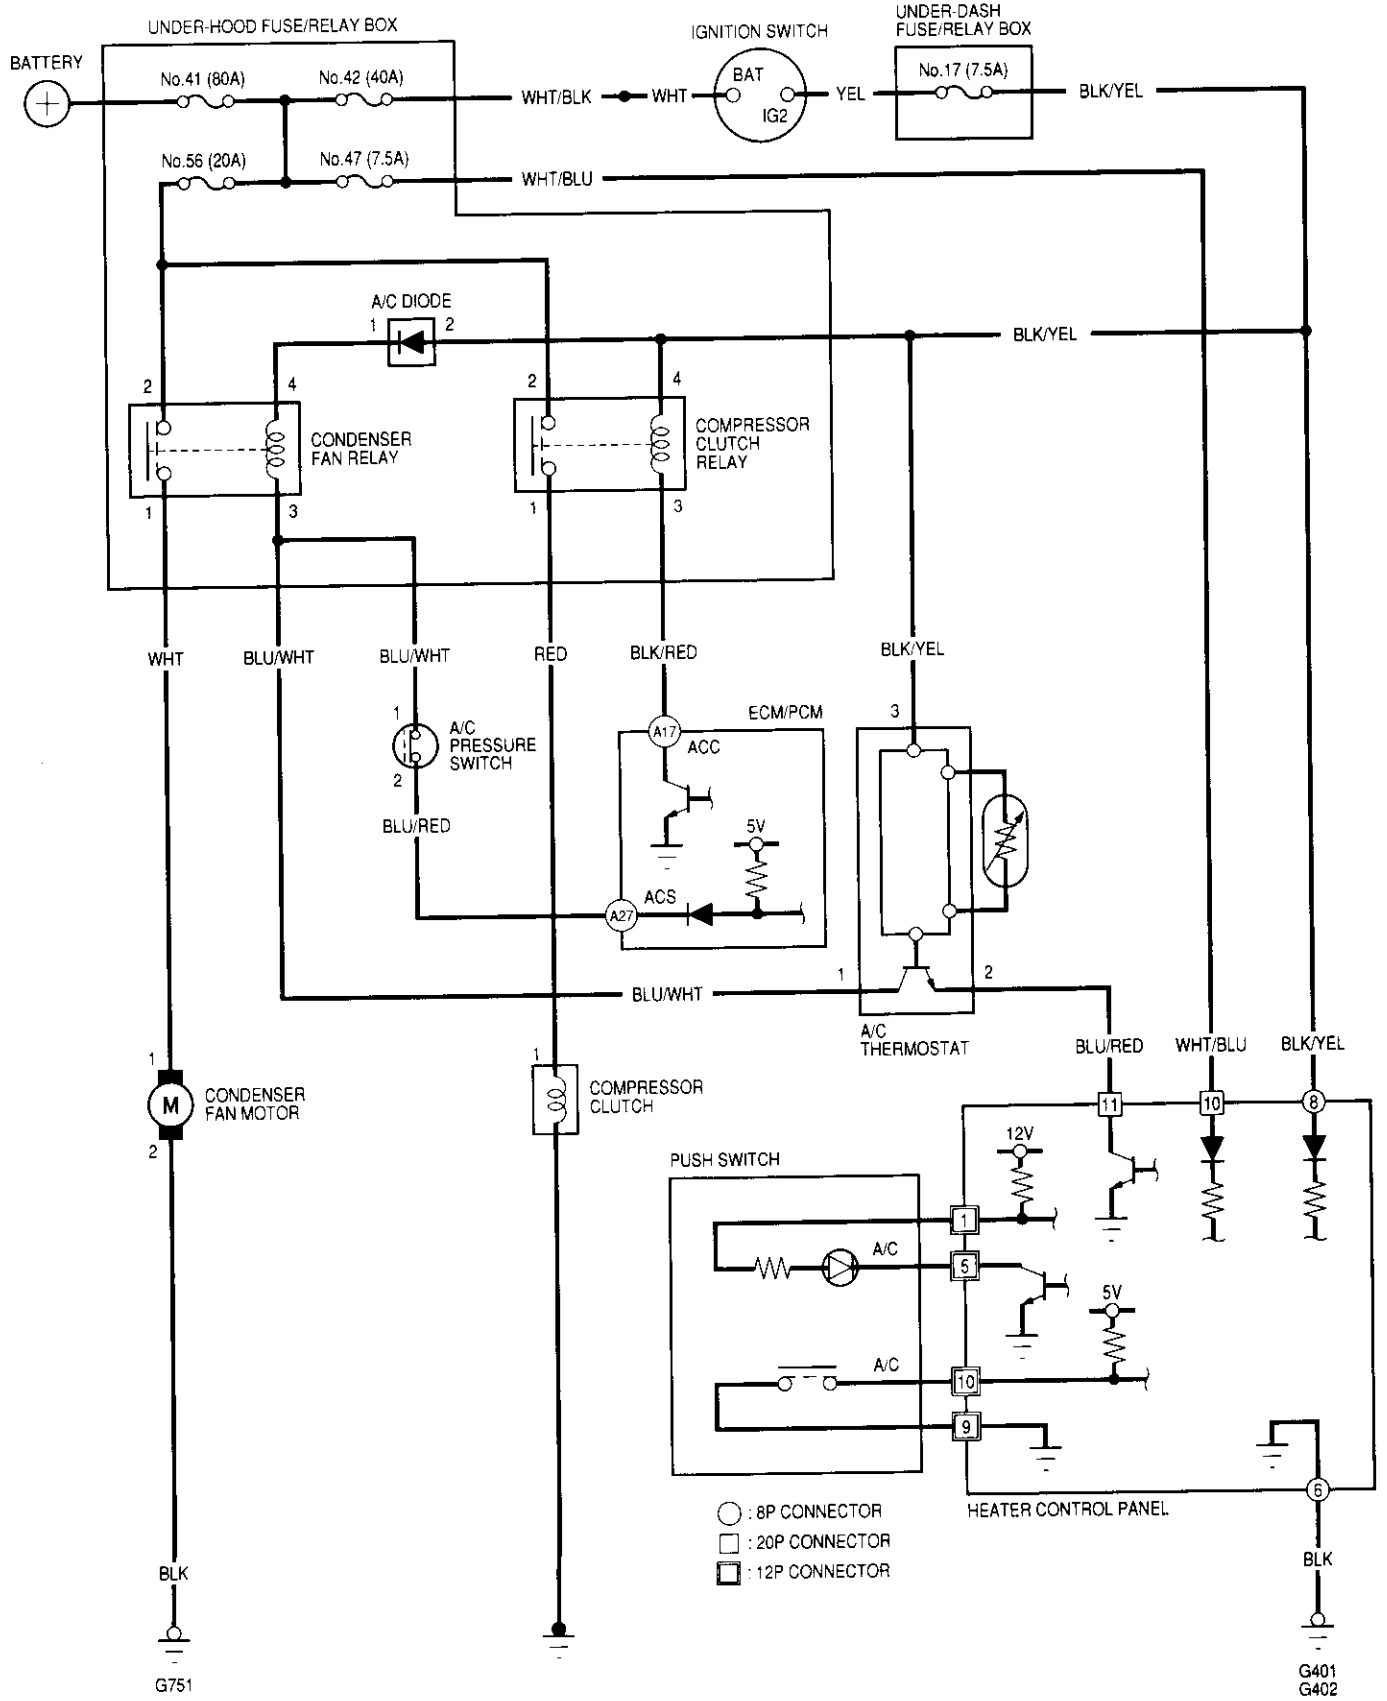 UNDER-HOOD FUSE/RELAY BOX
IGNITION SWITCH
UNDER-DASH
FUSE/RELAY BOX
BATTERY
No.41 (80A)
No.42 (40A)
BAT
No.17 (7.5A)
WHT/BLK
WHT
YEL
BLK/YEL
IG2
No.56 (20A)
No.47 (7.5A)
WHT/BLU
A/C DIODE
1
2
BLK/YEL
2
4
2
4
CONDENSER
FAN RELAY
COMPRESSOR
CLUTCH
RELAY
1
3
1
3
WHT
BLU/WHT
BLU/WHT
RED
BLK/RED
BLK/YEL
1
A/C
PRESSURE
SWITCH
2
ECM/PCM
A17
ACC
3
BLU/RED
5V
ACS
A27
1
2
BLU/WHT
A/C
THERMOSTAT
BLU/RED
WHT/BLU
BLK/YEL
1
M
CONDENSER
FAN MOTOR
2
1
COMPRESSOR
CLUTCH
11
10
8
12V
PUSH SWITCH
1
A/C
5
5V
A/C
10
9
6
HEATER CONTROL PANEL
: 8P CONNECTOR
: 20P CONNECTOR
: 12P CONNECTOR
BLK
BLK
G751
G401
G402